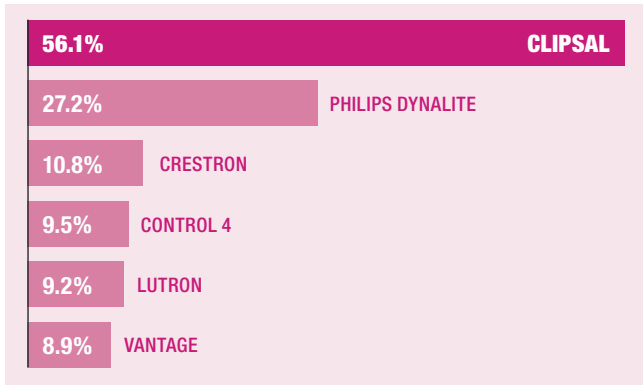 56.1% CLIPSAL
27.2% PHILIPS DYNALITE
10.8% CRESTRON
9.5% CONTROL 4
9.2% LUTRON
8.9% VANTAGE